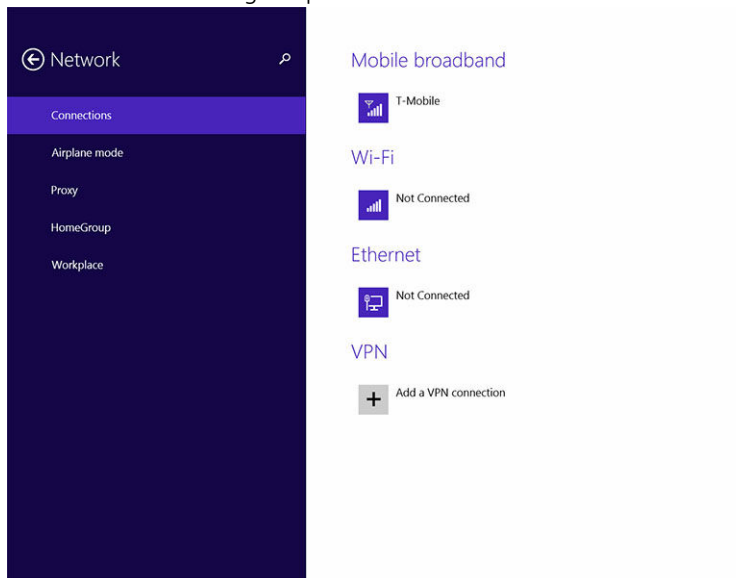 Network
Connections
Airplane mode
Proxy
HomeGroup
Workplace
Mobile broadband
T-Mobile
Wi-Fi
Not Connected
Ethernet
Not Connected
VPN
Add a VPN connection